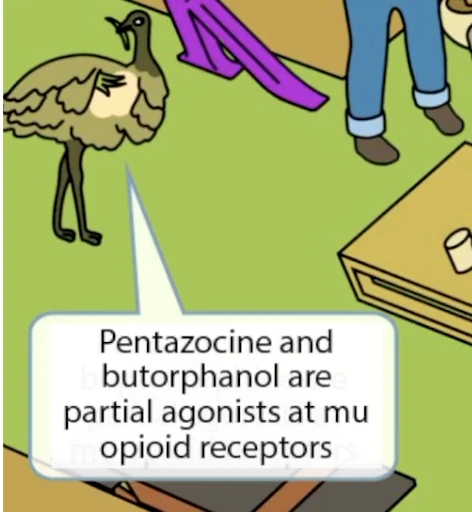 Pentazocine and
butorphanol are
partial agonists at mu
opioid receptors